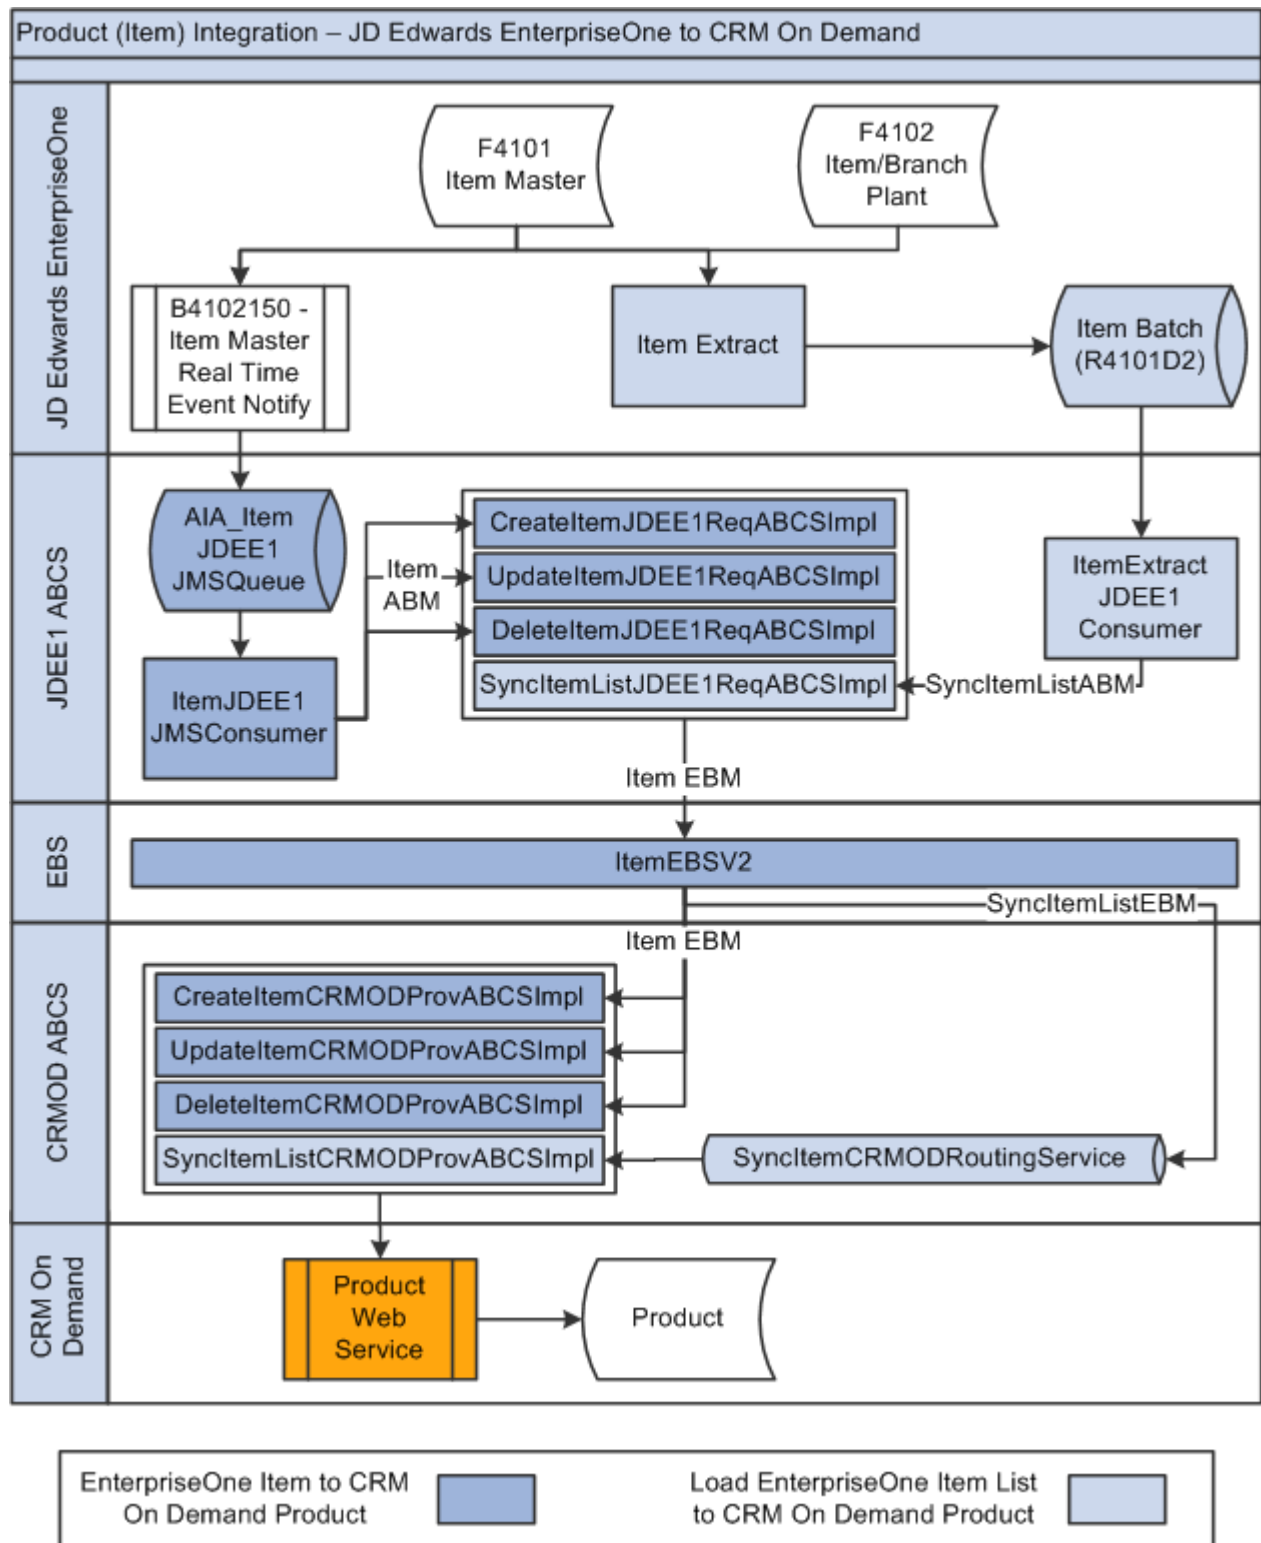 Product (Item) Integration – JD Edwards EnterpriseOne to CRM On Demand
JD Edwards EnterpriseOne
F4101
Item Master
F4102
Item/Branch
Plant
B4102150 -
Item Master
Real Time
Event Notify
Item Extract
Item Batch
(R4101D2)
JDEE1 ABCS
AIA_Item
JDEE1
JMSQueue
ItemJDEE1
JMSConsumer
Item
ABM
CreateItemJDEE1ReqABCSImpl
UpdateItemJDEE1ReqABCSImpl
DeleteItemJDEE1ReqABCSImpl
SyncItemListJDEE1ReqABCSImpl
SyncItemListABM
ItemExtract
JDEE1
Consumer
Item EBM
EBS
ItemEBSV2
SyncItemListEBM
CRMOD ABCS
Item EBM
CreateItemCRMODProvABCSImpl
UpdateItemCRMODProvABCSImpl
DeleteItemCRMODProvABCSImpl
SyncItemListCRMODProvABCSImpl
SyncItemCRMODRoutingService
CRM On
Demand
Product
Web
Service
Product
EnterpriseOne Item to CRM
On Demand Product
Load EnterpriseOne Item List
to CRM On Demand Product